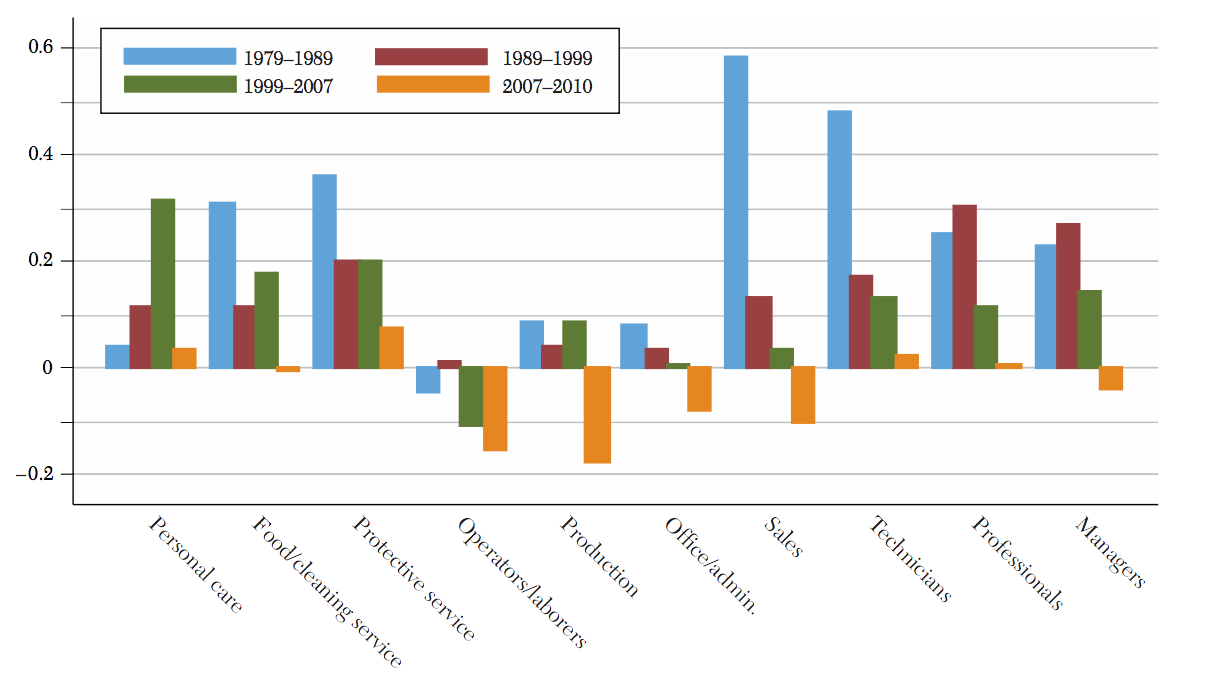 0.6
0.4
0.2
0
−0.2
1979–1989
1989–1999
1999–2007
2007–2010
Personal care
Food/cleaning service
Protective service
Operators/laborers
Production
Office/admin.
Sales
Technicians
Professionals
Managers